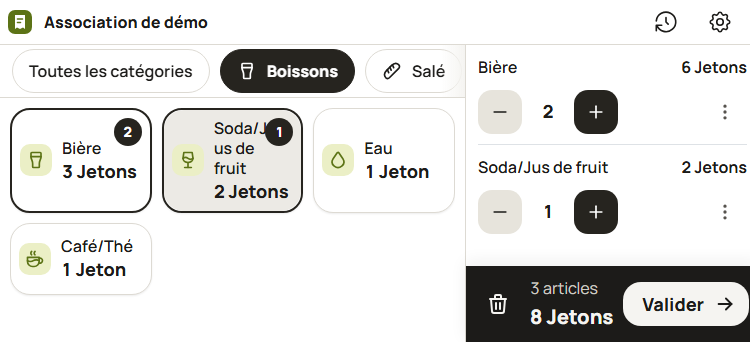 Association de démo
Toutes les catégories
Boissons
Salé
Bière
3 Jetons
2
Soda/J
us de
fruit
2 Jetons
1
Eau
1 Jeton
Café/Thé
1 Jeton
Bière
6 Jetons
2
Soda/Jus de fruit
2 Jetons
1
3 articles
8 Jetons
Valider